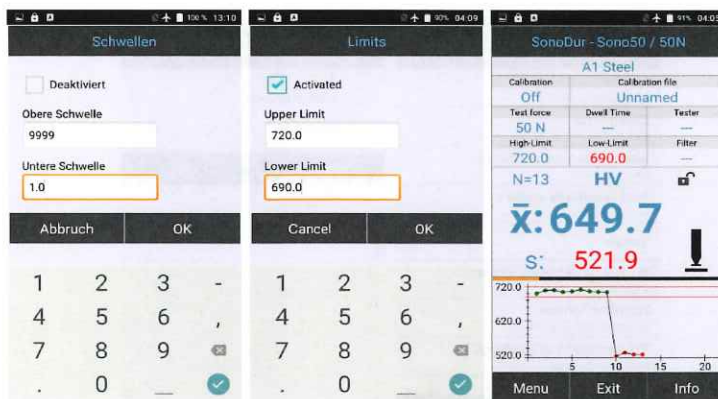 100 % 13:10
Schwellen
Deaktiviert
Obere Schwelle
9999
Untere Schwelle
1.0
Abbruch OK
1 2 3 -
4 5 6 ,
7 8 9
. 0 _
90% 04:09
Limits
Activated
Upper Limit
720.0
Lower Limit
690.0
Cancel OK
1 2 3 -
4 5 6 ,
7 8 9
. 0 _
91% 04:05
SonoDur - Sono50 / 50N
A1 Steel
Calibration Calibration file
Off Unnamed
Test force Dwell Time Tester
50 N --- ---
High-Limit Low-Limit Filter
720.0 690.0 ---
N=13 HV
x̄: 649.7
s: 521.9
720.0
620.0
520.0
5 10 15 20
Menu Exit Info